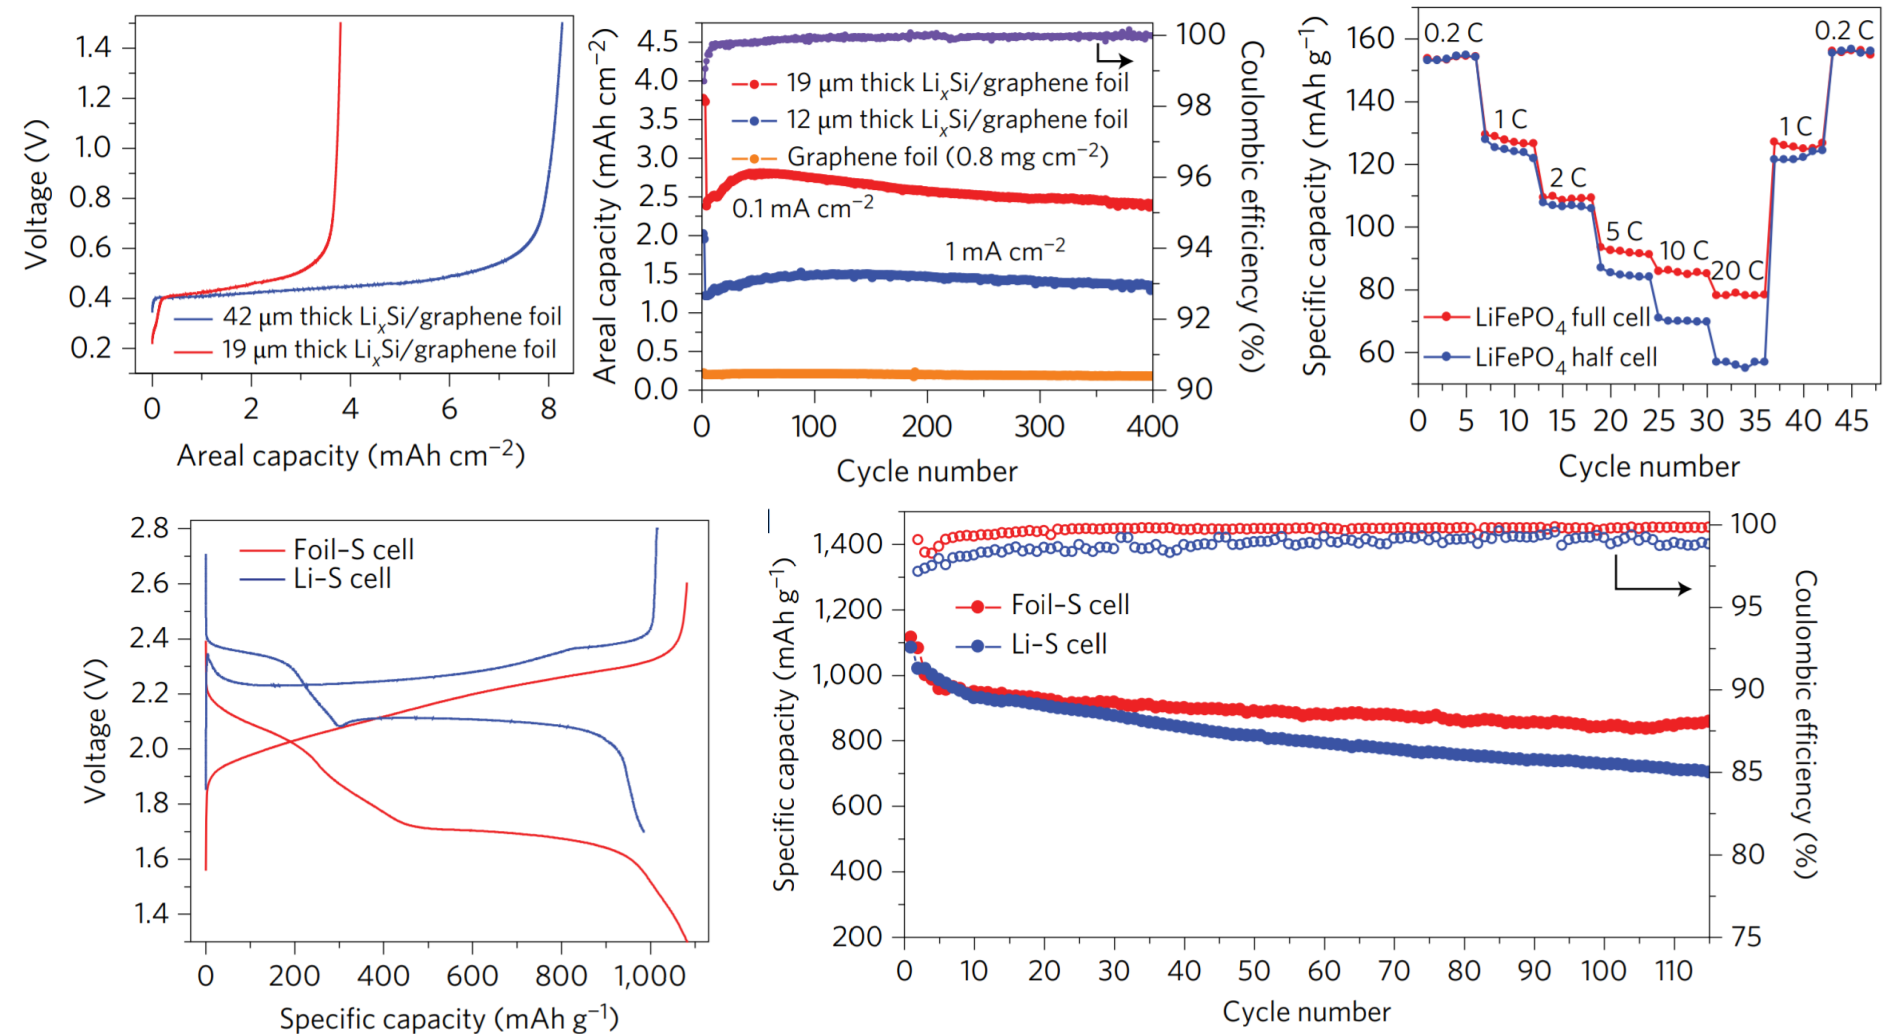 1.4
1.2
1.0
0.8
0.6
0.4
0.2
Voltage (V)
42 μm thick LiₓSi/graphene foil
19 μm thick LiₓSi/graphene foil
0 2 4 6 8
Areal capacity (mAh cm⁻²)
4.5
4.0
3.5
3.0
2.5
2.0
1.5
1.0
0.5
0.0
Areal capacity (mAh cm⁻²)
19 μm thick LiₓSi/graphene foil
12 μm thick LiₓSi/graphene foil
Graphene foil (0.8 mg cm⁻²)
0.1 mA cm⁻²
1 mA cm⁻²
100
98
96
94
92
90
Coulombic efficiency (%)
0 100 200 300 400
Cycle number
160
140
120
100
80
60
Specific capacity (mAh g⁻¹)
0.2 C
1 C
2 C
5 C
10 C
20 C
1 C
0.2 C
LiFePO₄ full cell
LiFePO₄ half cell
0 5 10 15 20 25 30 35 40 45
Cycle number
2.8
2.6
2.4
2.2
2.0
1.8
1.6
1.4
Voltage (V)
Foil–S cell
Li–S cell
0 200 400 600 800 1,000
Specific capacity (mAh g⁻¹)
1,400
1,200
1,000
800
600
400
200
Specific capacity (mAh g⁻¹)
Foil–S cell
Li–S cell
100
95
90
85
80
75
Coulombic efficiency (%)
0 10 20 30 40 50 60 70 80 90 100 110
Cycle number